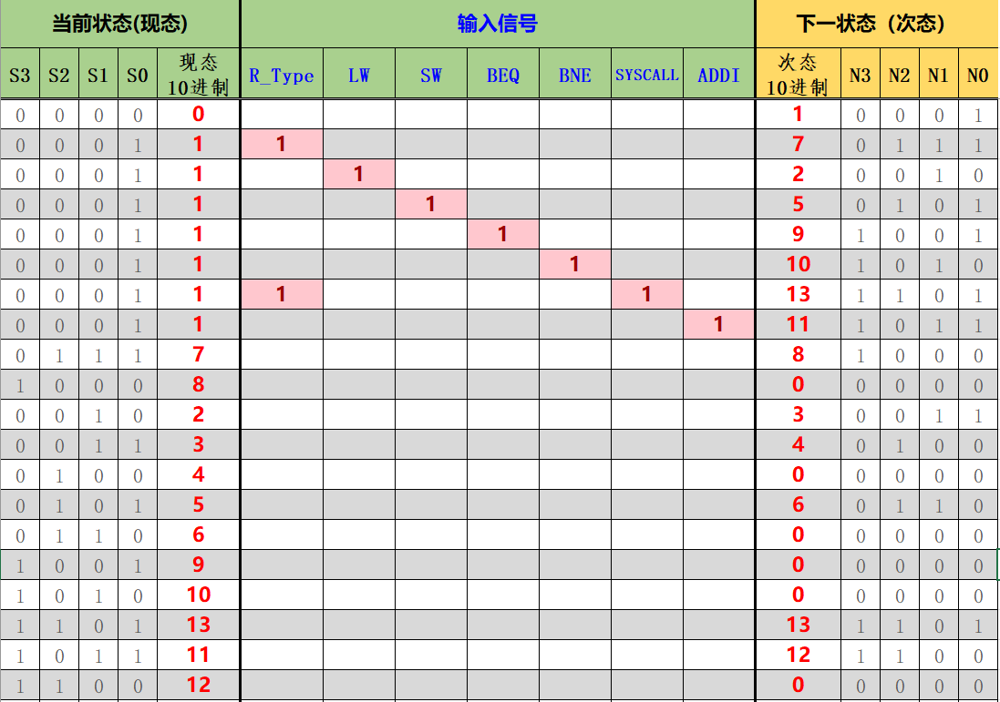 当前状态(现态) 输入信号 下一状态（次态）
S3 S2 S1 S0 现态 10进制 R_Type LW SW BEQ BNE SYSCALL ADDI 次态 10进制 N3 N2 N1 N0
0 0 0 0 0 1 0 0 0 1
0 0 0 1 1 1 7 0 1 1 1
0 0 0 1 1 1 2 0 0 1 0
0 0 0 1 1 1 5 0 1 0 1
0 0 0 1 1 1 9 1 0 0 1
0 0 0 1 1 1 10 1 0 1 0
0 0 0 1 1 1 1 13 1 1 0 1
0 0 0 1 1 1 11 1 0 1 1
0 1 1 1 7 8 1 0 0 0
1 0 0 0 8 0 0 0 0 0
0 0 1 0 2 3 0 0 1 1
0 0 1 1 3 4 0 1 0 0
0 1 0 0 4 0 0 0 0 0
0 1 0 1 5 6 0 1 1 0
0 1 1 0 6 0 0 0 0 0
1 0 0 1 9 0 0 0 0 0
1 0 1 0 10 0 0 0 0 0
1 1 0 1 13 13 1 1 0 1
1 0 1 1 11 12 1 1 0 0
1 1 0 0 12 0 0 0 0 0